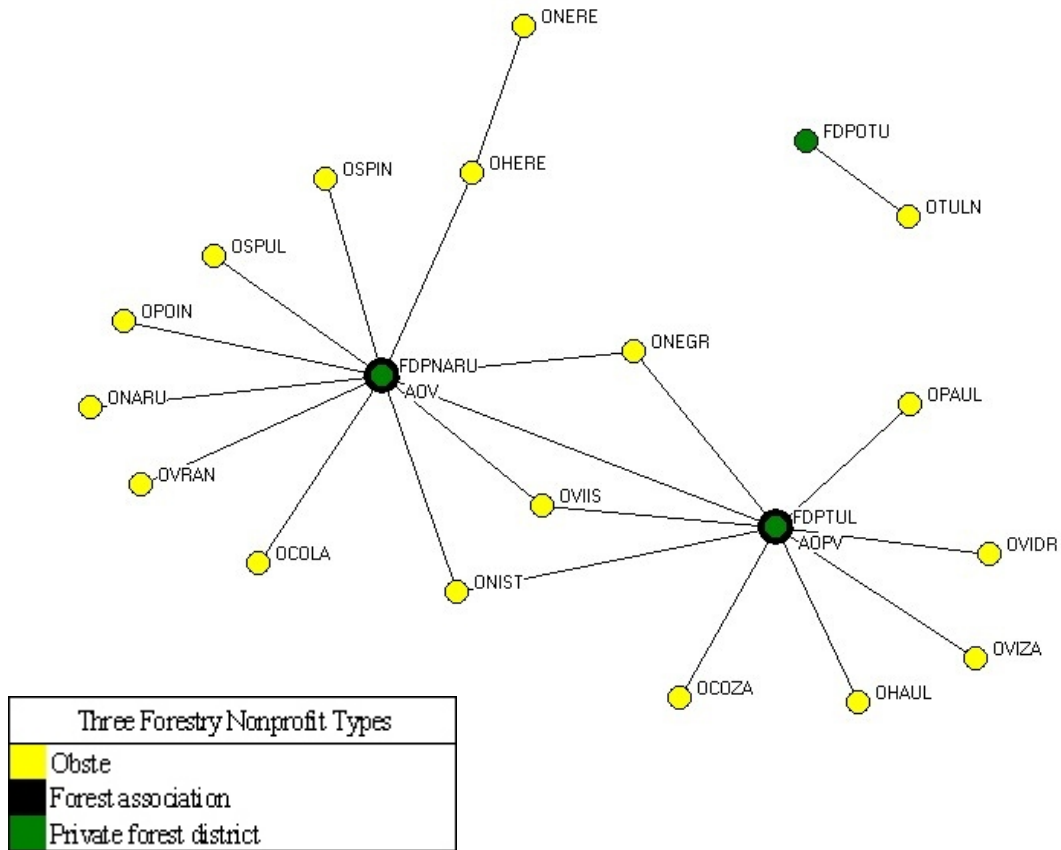 ONERE
FDPOTU
OHERE
OSPIN
OTULN
OSPUL
OPOIN
ONEGR
FDPNARU
AOV
ONARU
OPAUL
OVRAN
OVIIS
FDPTUL
AOPV
OCOLA
OVIDR
ONIST
OVIZA
OCOZA
OHAUL
Three Forestry Nonprofit Types
Obste
Forest association
Private forest district